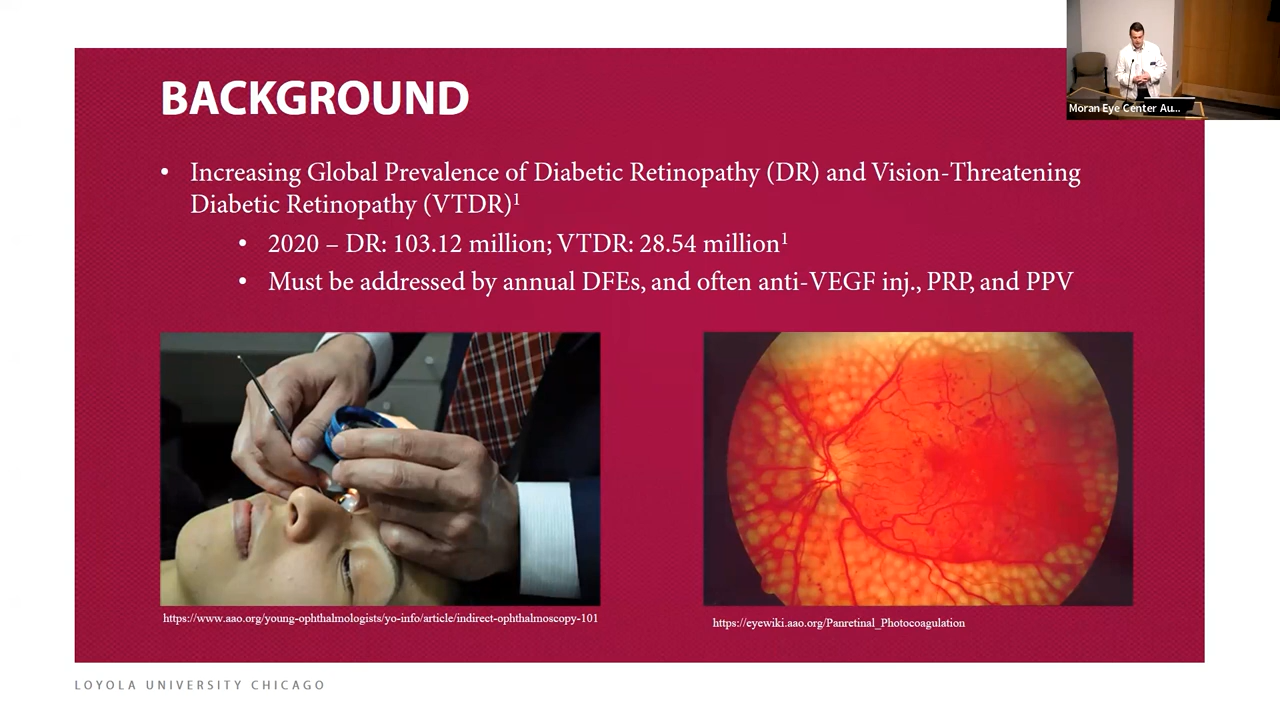 BACKGROUND
Moran Eye Center Au...
• Increasing Global Prevalence of Diabetic Retinopathy (DR) and Vision-Threatening
Diabetic Retinopathy (VTDR)1
• 2020 – DR: 103.12 million; VTDR: 28.54 million1
• Must be addressed by annual DFEs, and often anti-VEGF inj., PRP, and PPV
https://www.aao.org/young-ophthalmologists/yo-info/article/indirect-ophthalmoscopy-101
https://eyewiki.aao.org/Panretinal_Photocoagulation
LOYOLA UNIVERSITY CHICAGO